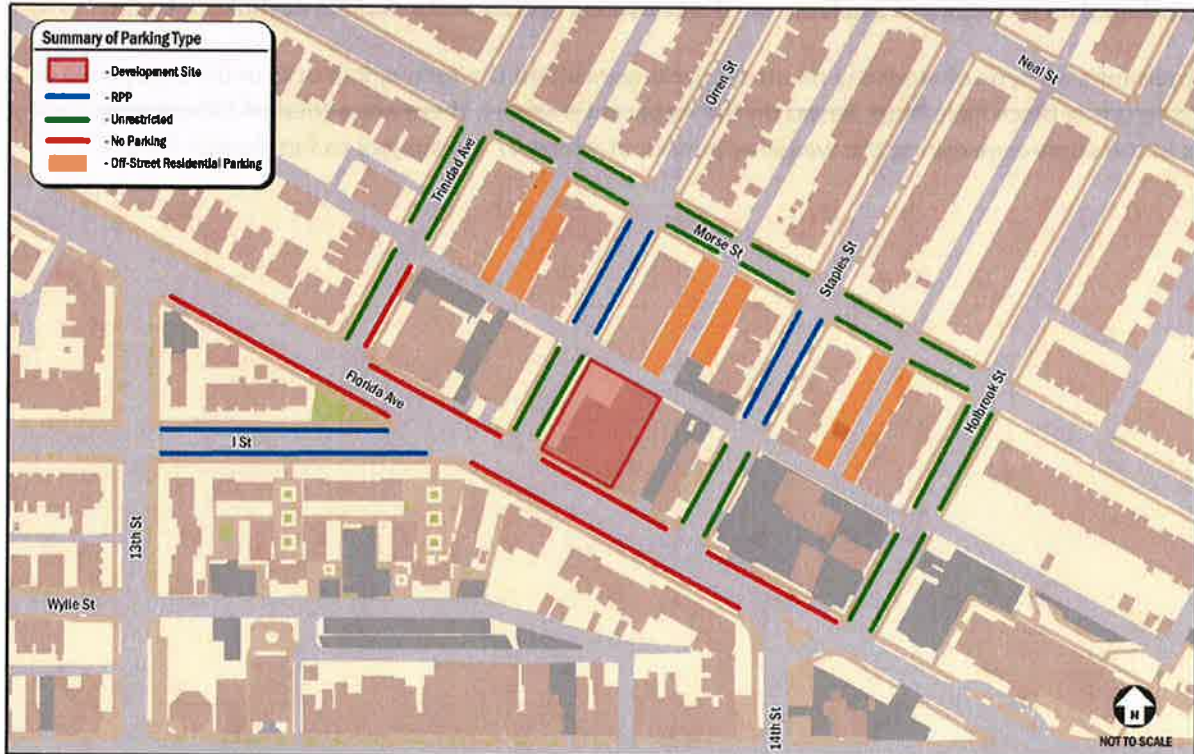 Summary of Parking Type
- Development Site
- RPP
- Unrestricted
- No Parking
- Off-Street Residential Parking
Orren St
Neal St
Trinidad Ave
Morse St
Staples St
Holbrook St
Florida Ave
I St
13th St
Wylie St
14th St
N
NOT TO SCALE